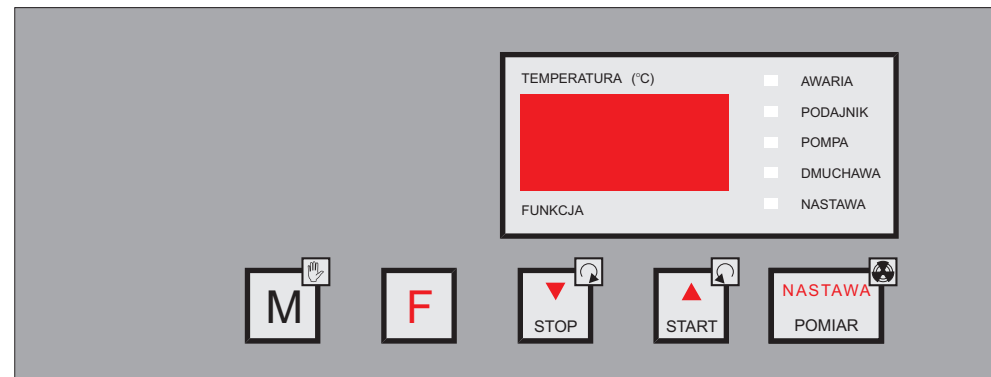 TEMPERATURA (°C)
AWARIA
PODAJNIK
POMPA
DMUCHAWA
FUNKCJA
NASTAWA
M
F
STOP
START
NASTAWA
POMIAR